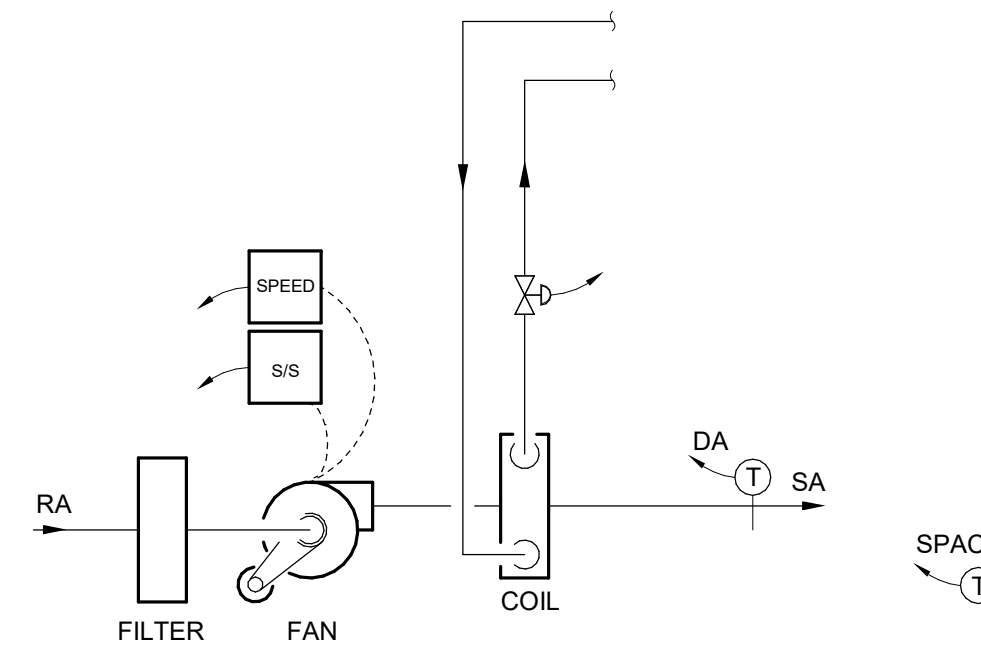 SPEED
S/S
DA
T
SA
RA
SPAC
T
COIL
FILTER
FAN